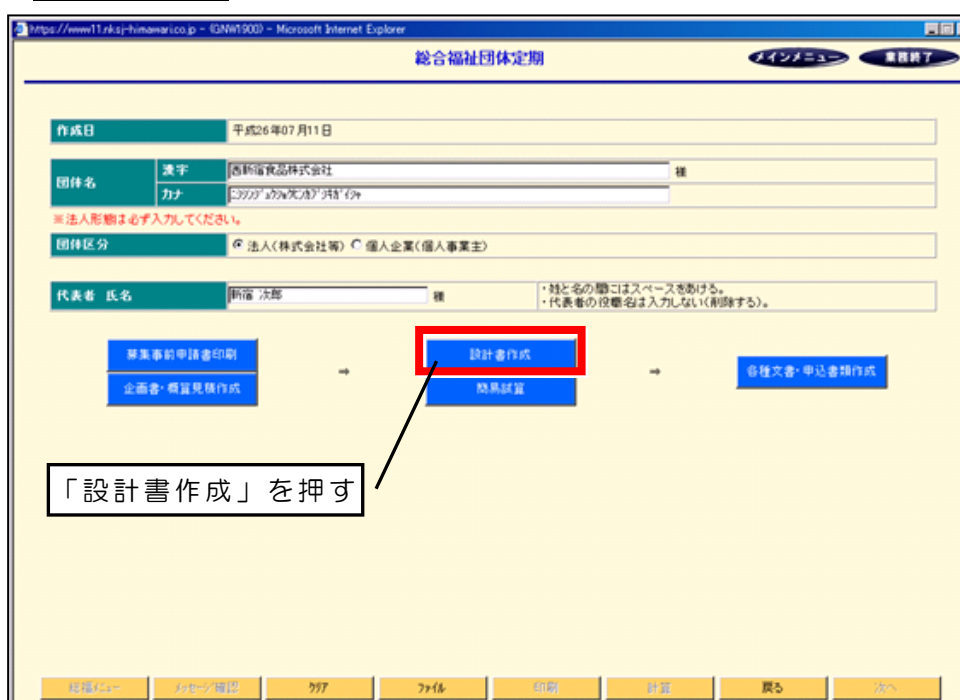 https://www11.nksj-himawari.co.jp - (GNW1900) - Microsoft Internet Explorer
総合福祉団体定期
メインメニュー 業務終了
作成日 平成26年07月11日
団体名 漢字 西新宿食品株式会社 様
カナ
※法人形態は必ず入力してください。
団体区分 法人(株式会社等) 個人企業(個人事業主)
代表者 氏名 新宿 次郎 様 ・姓と名の間にはスペースをあける。
・代表者の役職名は入力しない(削除する)。
募集事前申請書印刷 → 設計書作成 → 各種文書・申込書類作成
企画書・概算見積作成 簡易試算
「設計書作成」を押す
総福メニュー メッセージ確認 クリア ファイル 印刷 計算 戻る 次へ